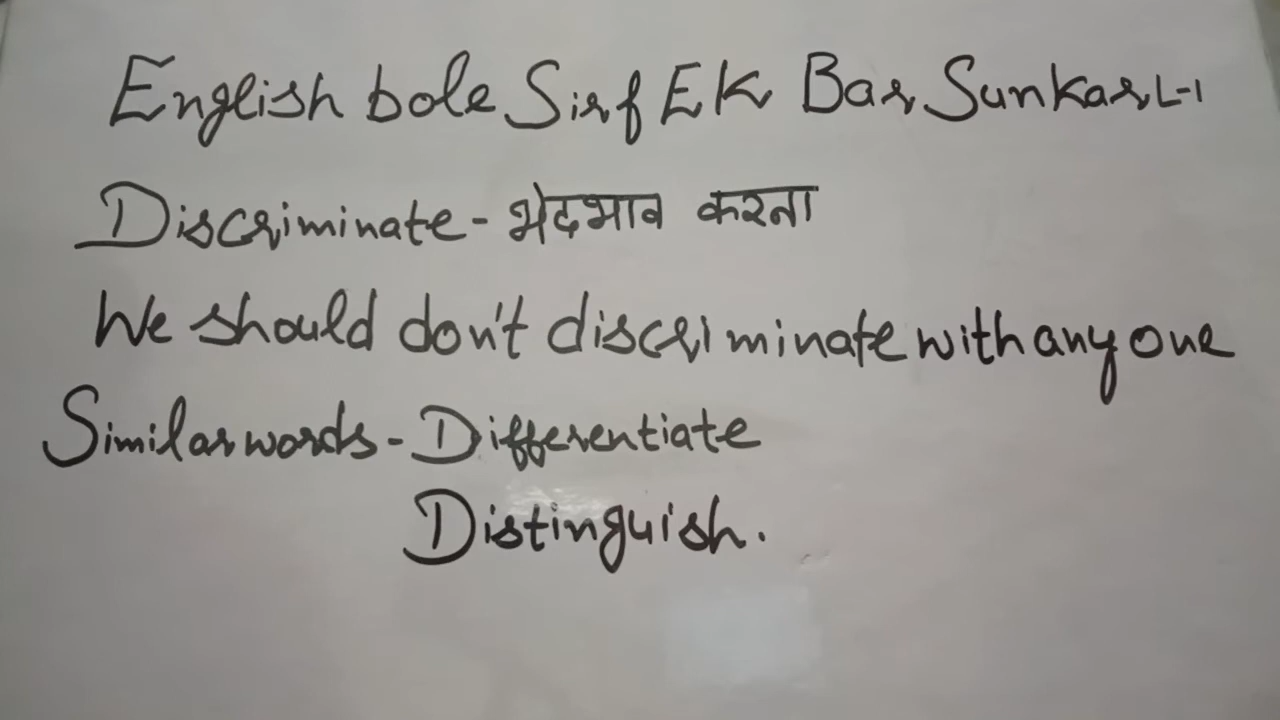 English bole Sirf Ek Bar Sunkar L-1
Discriminate - भेदभाव करना
We should don't discriminate with any one
Similar words - Differentiate
Distinguish.